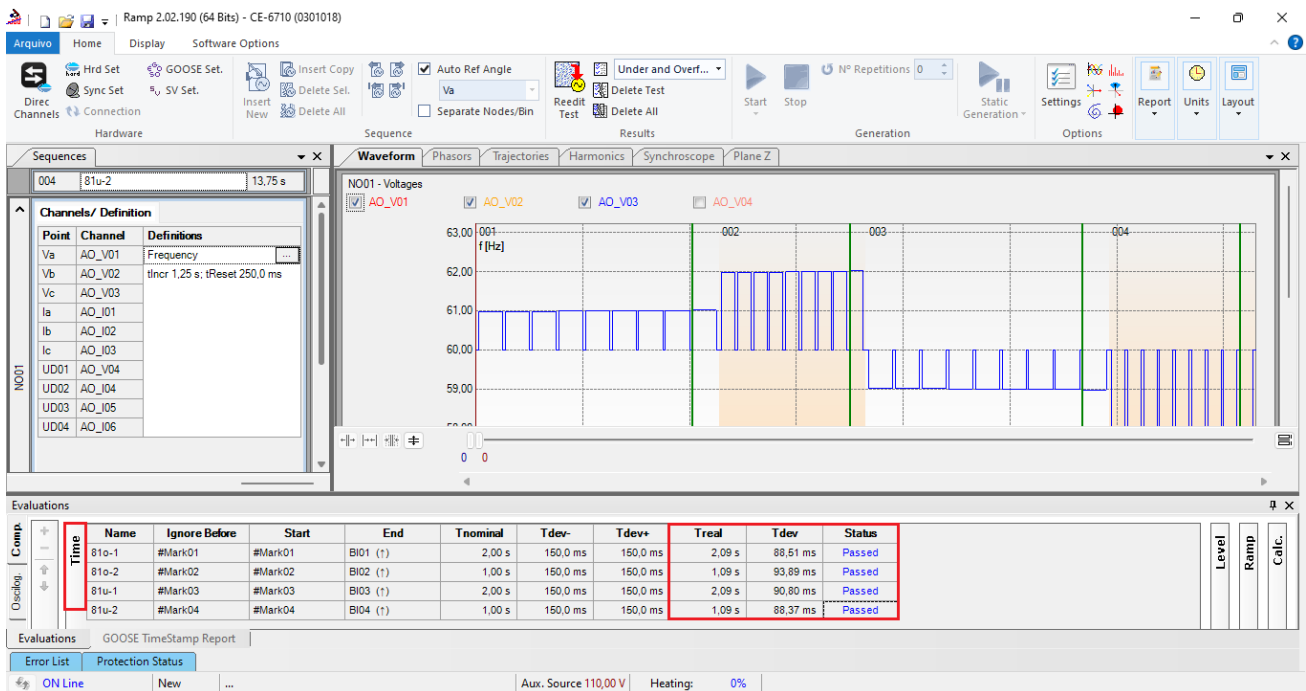 Ramp 2.02.190 (64 Bits) - CE-6710 (0301018)
Arquivo Home Display Software Options
Hrd Set GOOSE Set. Insert Copy Auto Ref Angle Under and Overf... Nº Repetitions 0
Sync Set SV Set. Delete Sel. Va Delete Test
Direc Channels Connection Insert New Delete All Separate Nodes/Bin Reedit Test Delete All Start Stop Static Generation Settings Report Units Layout
Hardware Sequence Results Generation Options
Sequences Waveform Phasors Trajectories Harmonics Synchroscope Plane Z
004 81u-2 13,75 s
NO01 - Voltages
AO_V01 AO_V02 AO_V03 AO_V04
Channels/ Definition
Point Channel Definitions
Va AO_V01 Frequency ...
Vb AO_V02 tIncr 1,25 s; tReset 250,0 ms
Vc AO_V03
Ia AO_I01
Ib AO_I02
Ic AO_I03
UD01 AO_V04
UD02 AO_I04
UD03 AO_I05
UD04 AO_I06
NO01
63,00 001 002 003 004
f [Hz]
62,00
61,00
60,00
59,00
0 0
Evaluations
Comp.
Oscilog.
Time
Name Ignore Before Start End Tnominal Tdev- Tdev+ Treal Tdev Status
81o-1 #Mark01 #Mark01 BI01 (↑) 2,00 s 150,0 ms 150,0 ms 2,09 s 88,51 ms Passed
81o-2 #Mark02 #Mark02 BI02 (↑) 1,00 s 150,0 ms 150,0 ms 1,09 s 93,89 ms Passed
81u-1 #Mark03 #Mark03 BI03 (↑) 2,00 s 150,0 ms 150,0 ms 2,09 s 90,80 ms Passed
81u-2 #Mark04 #Mark04 BI04 (↑) 1,00 s 150,0 ms 150,0 ms 1,09 s 88,37 ms Passed
Level
Ramp
Calc.
Evaluations GOOSE TimeStamp Report
Error List Protection Status
ON Line New ... Aux. Source 110,00 V Heating: 0%